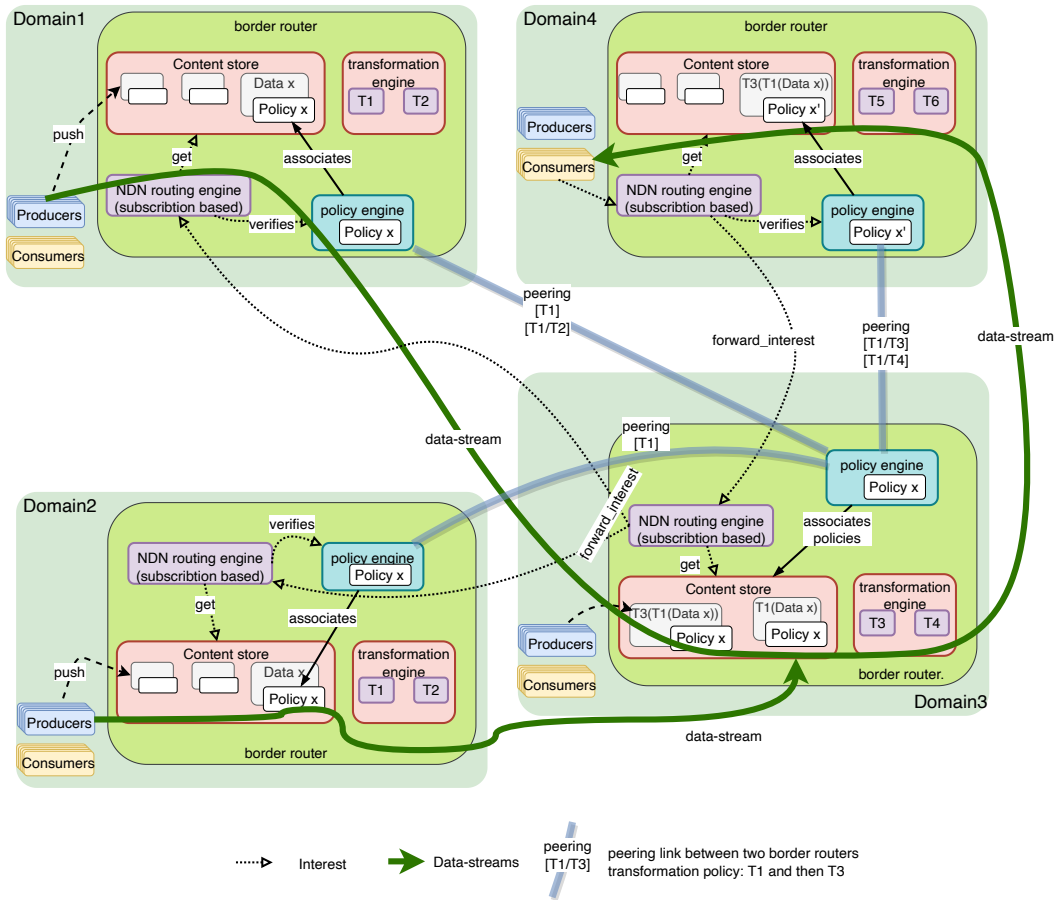 Domain1
border router
Content store
Data x
Policy x
transformation
engine
T1
T2
push
get
associates
NDN routing engine
(subscribtion based)
verifies
policy engine
Policy x
Producers
Consumers
Domain4
border router
Content store
T3(T1(Data x))
Policy x'
transformation
engine
T5
T6
Producers
Consumers
get
associates
NDN routing engine
(subscribtion based)
verifies
policy engine
Policy x'
peering
[T1]
[T1/T2]
peering
[T1/T3]
[T1/T4]
forward_interest
data-stream
data-stream
peering
[T1]
forward_interest
Domain2
verifies
NDN routing engine
(subscribtion based)
policy engine
Policy x
get
associates
Content store
Data x
Policy x
transformation
engine
T1
T2
push
Producers
Consumers
border router
data-stream
policy engine
Policy x
NDN routing engine
(subscribtion based)
associates
policies
get
Content store
T3(T1(Data x))
Policy x
T1(Data x)
Policy x
transformation
engine
T3
T4
Producers
Consumers
border router.
Domain3
Interest
Data-streams
peering
[T1/T3]
peering link between two border routers
transformation policy: T1 and then T3